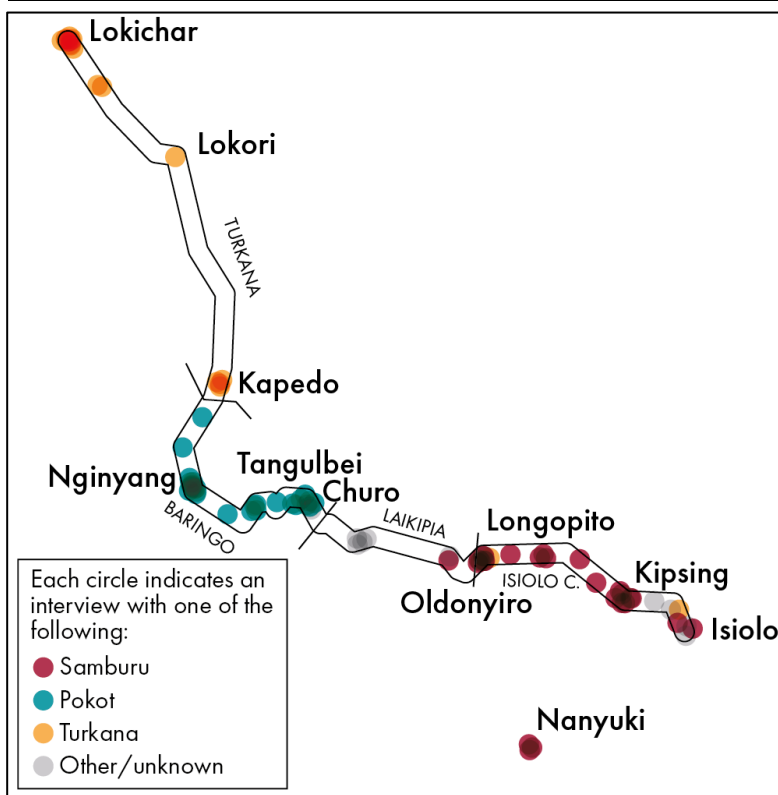 Lokichar
Lokori
TURKANA
Kapedo
Tangulbei
Nginyang
Churo
BARINGO
LAIKIPIA
Longopito
ISIOLO C.
Kipsing
Oldonyiro
Isiolo
Nanyuki
Each circle indicates an
interview with one of the
following:
Samburu
Pokot
Turkana
Other/unknown